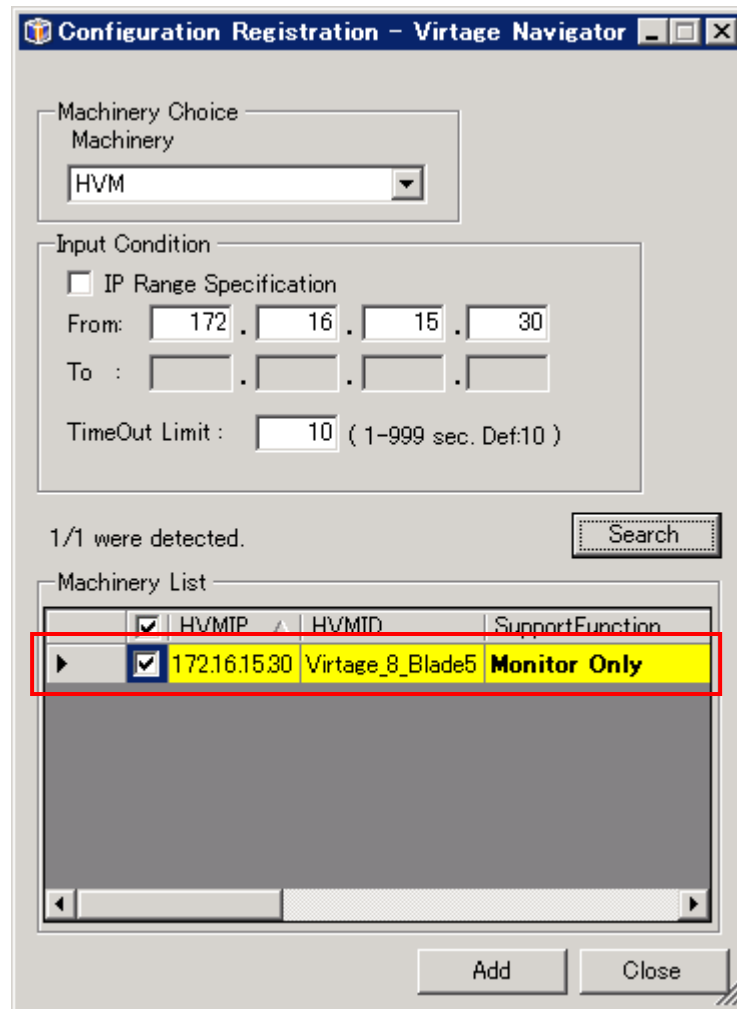 Configuration Registration - Virtage Navigator
Machinery Choice
Machinery
HVM
Input Condition
IP Range Specification
From: 172 . 16 . 15 . 30
To : . . .
TimeOut Limit : 10 ( 1-999 sec. Def:10 )
1/1 were detected. Search
Machinery List
HVMIP HVMID SupportFunction
172.16.15.30 Virtage_8_Blade5 Monitor Only
Add Close